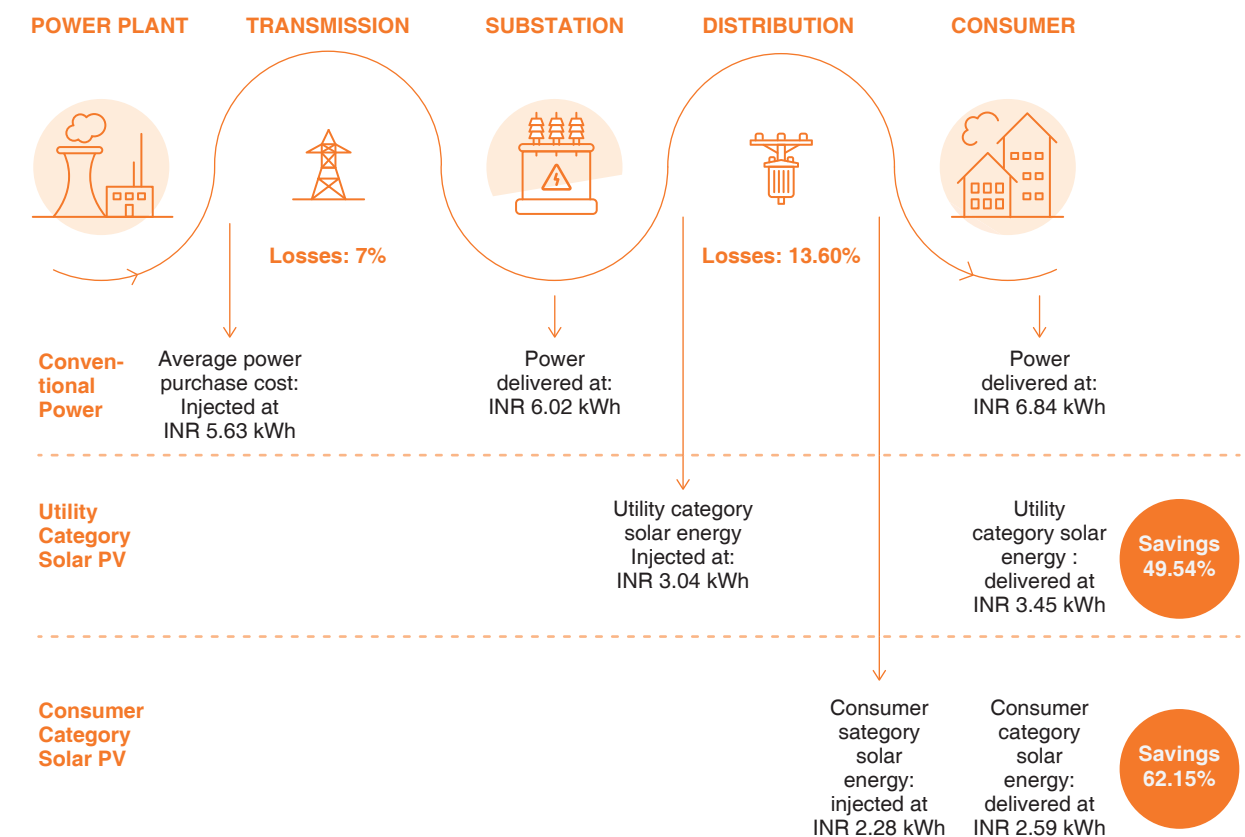 POWER PLANT
TRANSMISSION
SUBSTATION
DISTRIBUTION
CONSUMER
Losses: 7%
Losses: 13.60%
Conven-
tional
Power
Average power
purchase cost:
Injected at
INR 5.63 kWh
Power
delivered at:
INR 6.02 kWh
Power
delivered at:
INR 6.84 kWh
Utility
Category
Solar PV
Utility category
solar energy
Injected at:
INR 3.04 kWh
Utility
category solar
energy :
delivered at
INR 3.45 kWh
Savings
49.54%
Consumer
Category
Solar PV
Consumer
sategory
solar
energy:
injected at
INR 2.28 kWh
Consumer
category
solar
energy:
delivered at
INR 2.59 kWh
Savings
62.15%